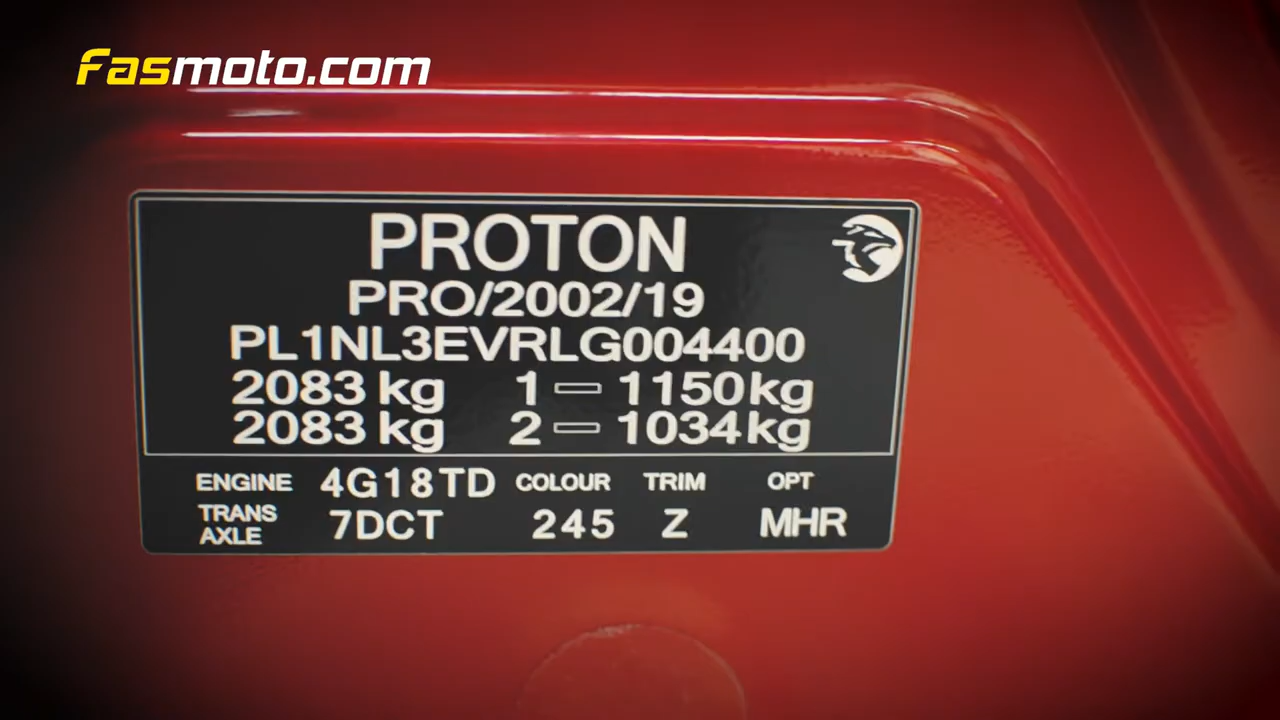 Fasmoto.com
PROTON
PRO/2002/19
PL1NL3EVRLG004400
2083 kg 1 – 1150kg
2083 kg 2 – 1034kg
ENGINE 4G18TD COLOUR TRIM OPT
TRANS AXLE 7DCT 245 Z MHR